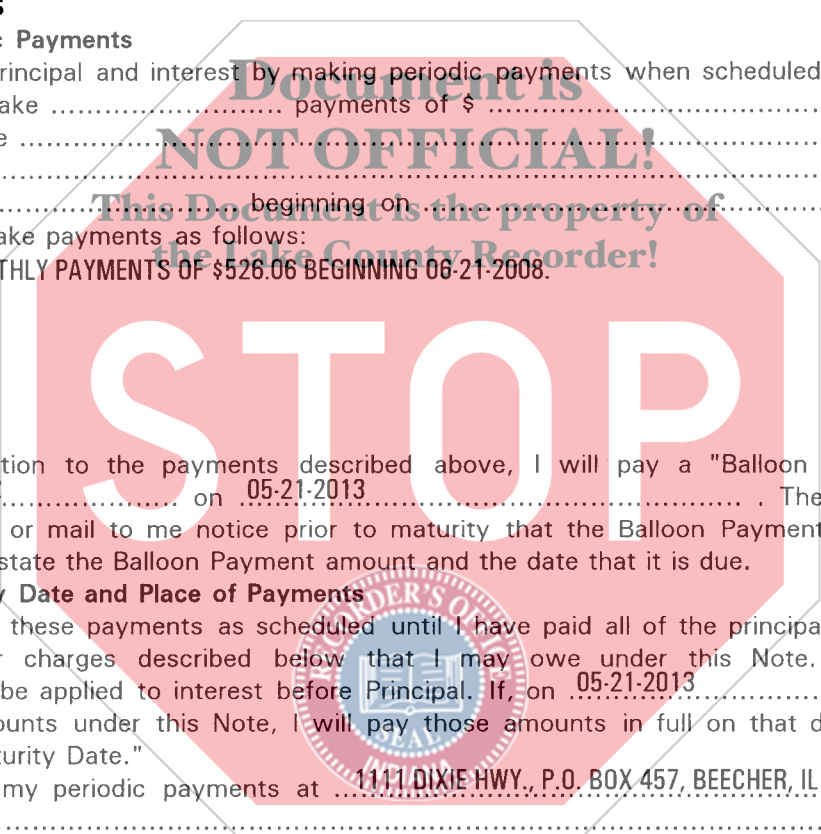 s
c Payments
rincipal and interest by making periodic payments when scheduled
ake ........................ payments of $ ....................................................
e ................................................................................................
................................................................................................
........................ beginning on ............................................................
ake payments as follows:
THLY PAYMENTS OF $526.06 BEGINNING 06-21-2008.
Document is
NOT OFFICIAL!
This Document is the property of
the Lake County Recorder!
STOP
tion to the payments described above, I will pay a "Balloon
.................... on 05-21-2013 ................................................ . The
or mail to me notice prior to maturity that the Balloon Payment
state the Balloon Payment amount and the date that it is due.
y Date and Place of Payments
these payments as scheduled until I have paid all of the principa
r charges described below that I may owe under this Note.
be applied to interest before Principal. If, on 05-21-2013 ................
ounts under this Note, I will pay those amounts in full on that d
turity Date."
my periodic payments at 1111 DIXIE HWY., P.O. BOX 457, BEECHER, IL
................................................................................................
RECORDER'S OFFICE
SEAL
INDIANA